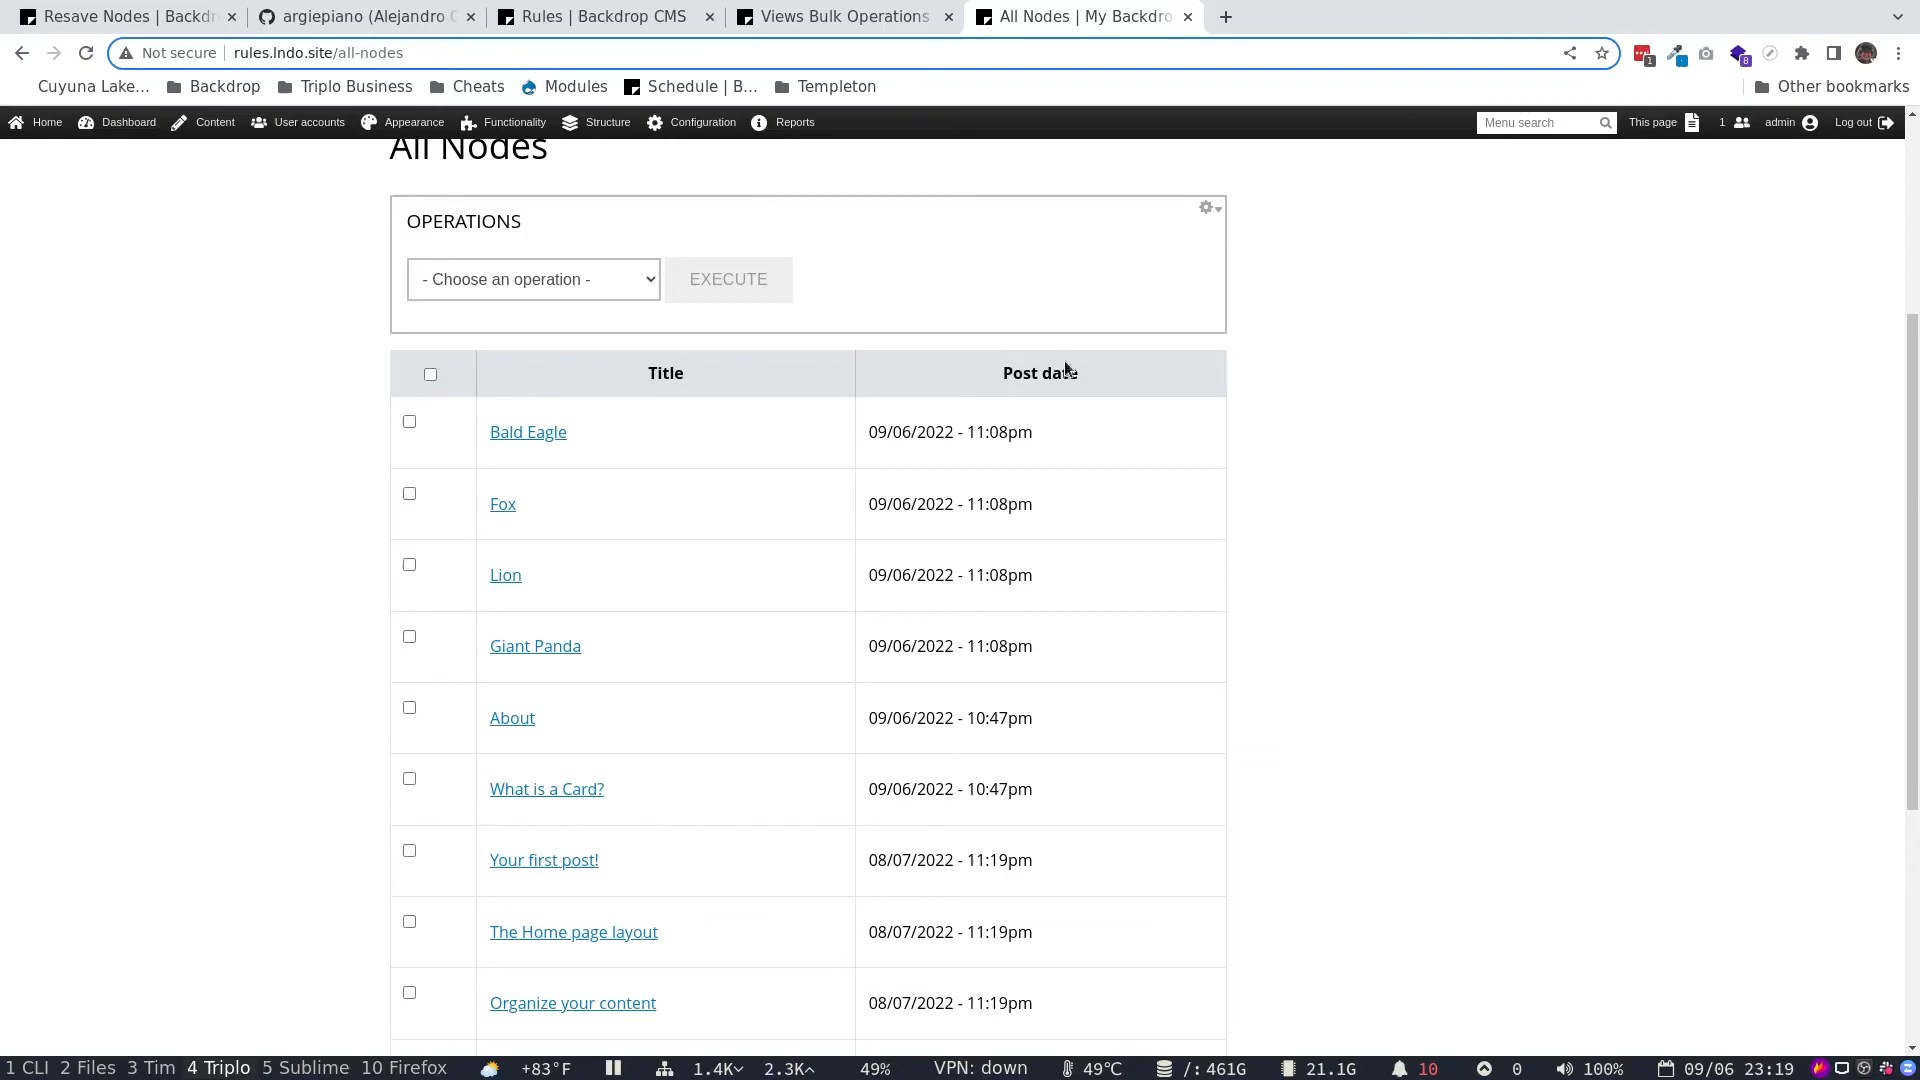 Resave Nodes | Backdr
argiepiano (Alejandro C
Rules | Backdrop CMS
Views Bulk Operations
All Nodes | My Backdro
Not secure
rules.lndo.site/all-nodes
1
8
Cuyuna Lake...
Backdrop
Triplo Business
Cheats
Modules
Schedule | B...
Templeton
Other bookmarks
Home
Dashboard
Content
User accounts
Appearance
Functionality
Structure
Configuration
Reports
Menu search
This page
1
admin
Log out
All Nodes
OPERATIONS
- Choose an operation -
EXECUTE
Title
Post date
Bald Eagle
09/06/2022 - 11:08pm
Fox
09/06/2022 - 11:08pm
Lion
09/06/2022 - 11:08pm
Giant Panda
09/06/2022 - 11:08pm
About
09/06/2022 - 10:47pm
What is a Card?
09/06/2022 - 10:47pm
Your first post!
08/07/2022 - 11:19pm
The Home page layout
08/07/2022 - 11:19pm
Organize your content
08/07/2022 - 11:19pm
1 CLI 2 Files 3 Tim 4 Triplo 5 Sublime 10 Firefox
+83°F
1.4K
2.3K
49%
VPN: down
49°C
/: 461G
21.1G
10
0
100%
09/06 23:19